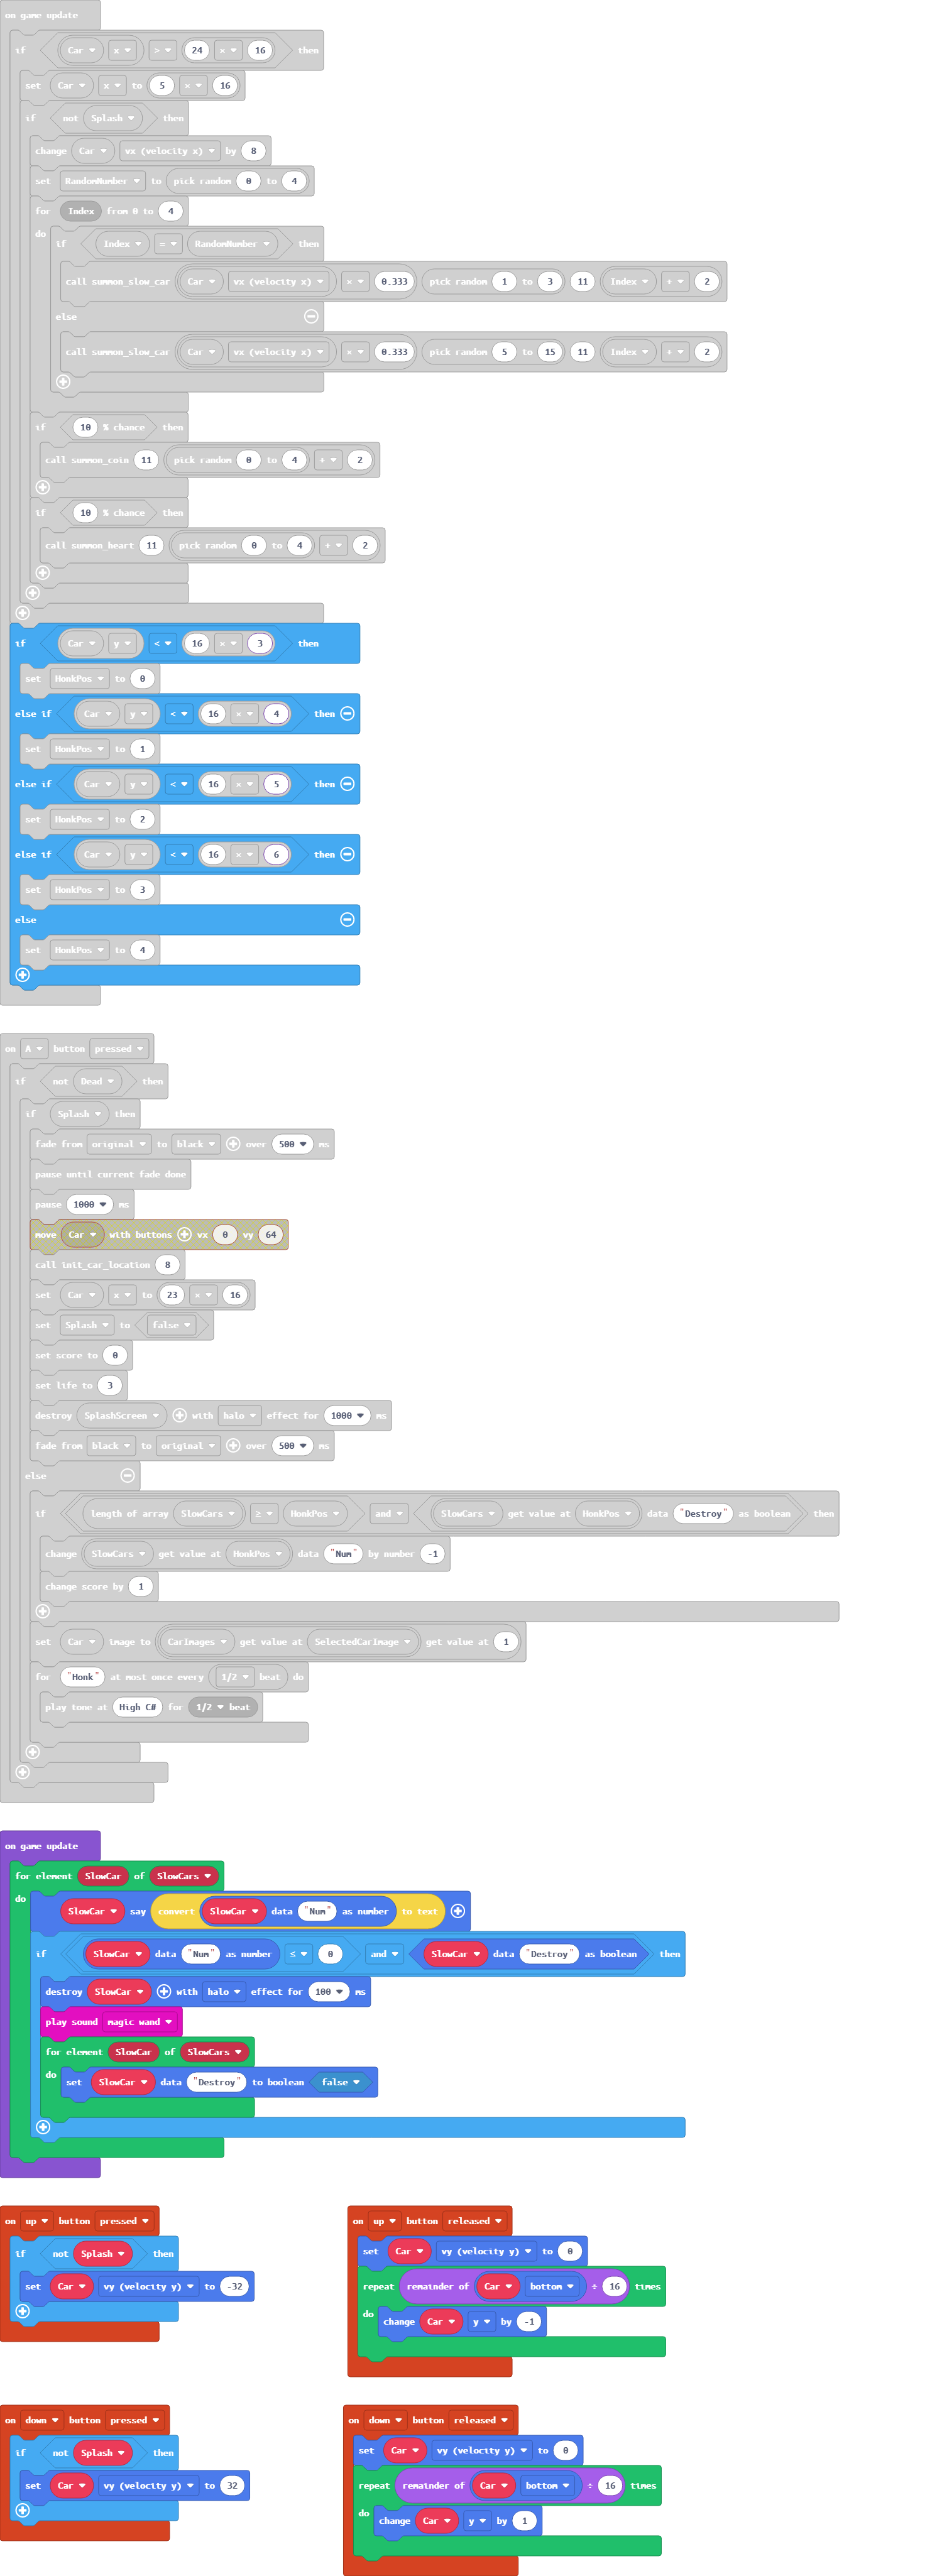 on game update
if Car x > 24 × 16 then
set Car x to 5 × 16
if not Splash then
change Car vx (velocity x) by 8
set RandomNumber to pick random 0 to 4
for Index from 0 to 4
do
if Index = RandomNumber then
call summon_slow_car Car vx (velocity x) × 0.333 pick random 1 to 3 11 Index + 2
else
call summon_slow_car Car vx (velocity x) × 0.333 pick random 5 to 15 11 Index + 2
if 10 % chance then
call summon_coin 11 pick random 0 to 4 + 2
if 10 % chance then
call summon_heart 11 pick random 0 to 4 + 2
if Car y < 16 × 3 then
set HonkPos to 0
else if Car y < 16 × 4 then
set HonkPos to 1
else if Car y < 16 × 5 then
set HonkPos to 2
else if Car y < 16 × 6 then
set HonkPos to 3
else
set HonkPos to 4
on A button pressed
if not Dead then
if Splash then
fade from original to black over 500 ms
pause until current fade done
pause 1000 ms
move Car with buttons vx 0 vy 64
call init_car_location 8
set Car x to 23 × 16
set Splash to false
set score to 0
set life to 3
destroy SplashScreen with halo effect for 1000 ms
fade from black to original over 500 ms
else
if length of array SlowCars ≥ HonkPos and SlowCars get value at HonkPos data "Destroy" as boolean then
change SlowCars get value at HonkPos data "Num" by number -1
change score by 1
set Car image to CarImages get value at SelectedCarImage get value at 1
for "Honk" at most once every 1/2 beat do
play tone at High C# for 1/2 beat
on game update
for element SlowCar of SlowCars
do
SlowCar say convert SlowCar data "Num" as number to text
if SlowCar data "Num" as number ≤ 0 and SlowCar data "Destroy" as boolean then
destroy SlowCar with halo effect for 100 ms
play sound magic wand
for element SlowCar of SlowCars
do set SlowCar data "Destroy" to boolean false
on up button pressed
if not Splash then
set Car vy (velocity y) to -32
on up button released
set Car vy (velocity y) to 0
repeat remainder of Car bottom ÷ 16 times
do change Car y by -1
on down button pressed
if not Splash then
set Car vy (velocity y) to 32
on down button released
set Car vy (velocity y) to 0
repeat remainder of Car bottom ÷ 16 times
do change Car y by 1